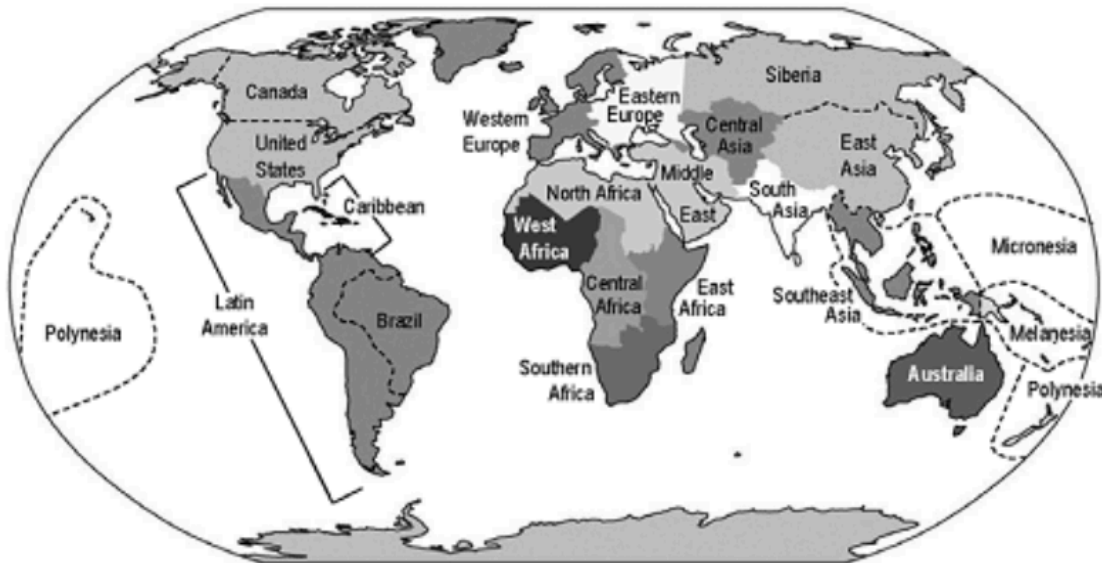 Canada
United
States
Caribbean
Latin
America
Brazil
Polynesia
Western
Europe
Eastern
Europe
Siberia
Central
Asia
East
Asia
Middle
East
South
Asia
North Africa
West
Africa
Central
Africa
East
Africa
Southern
Africa
Southeast
Asia
Micronesia
Melanesia
Australia
Polynesia